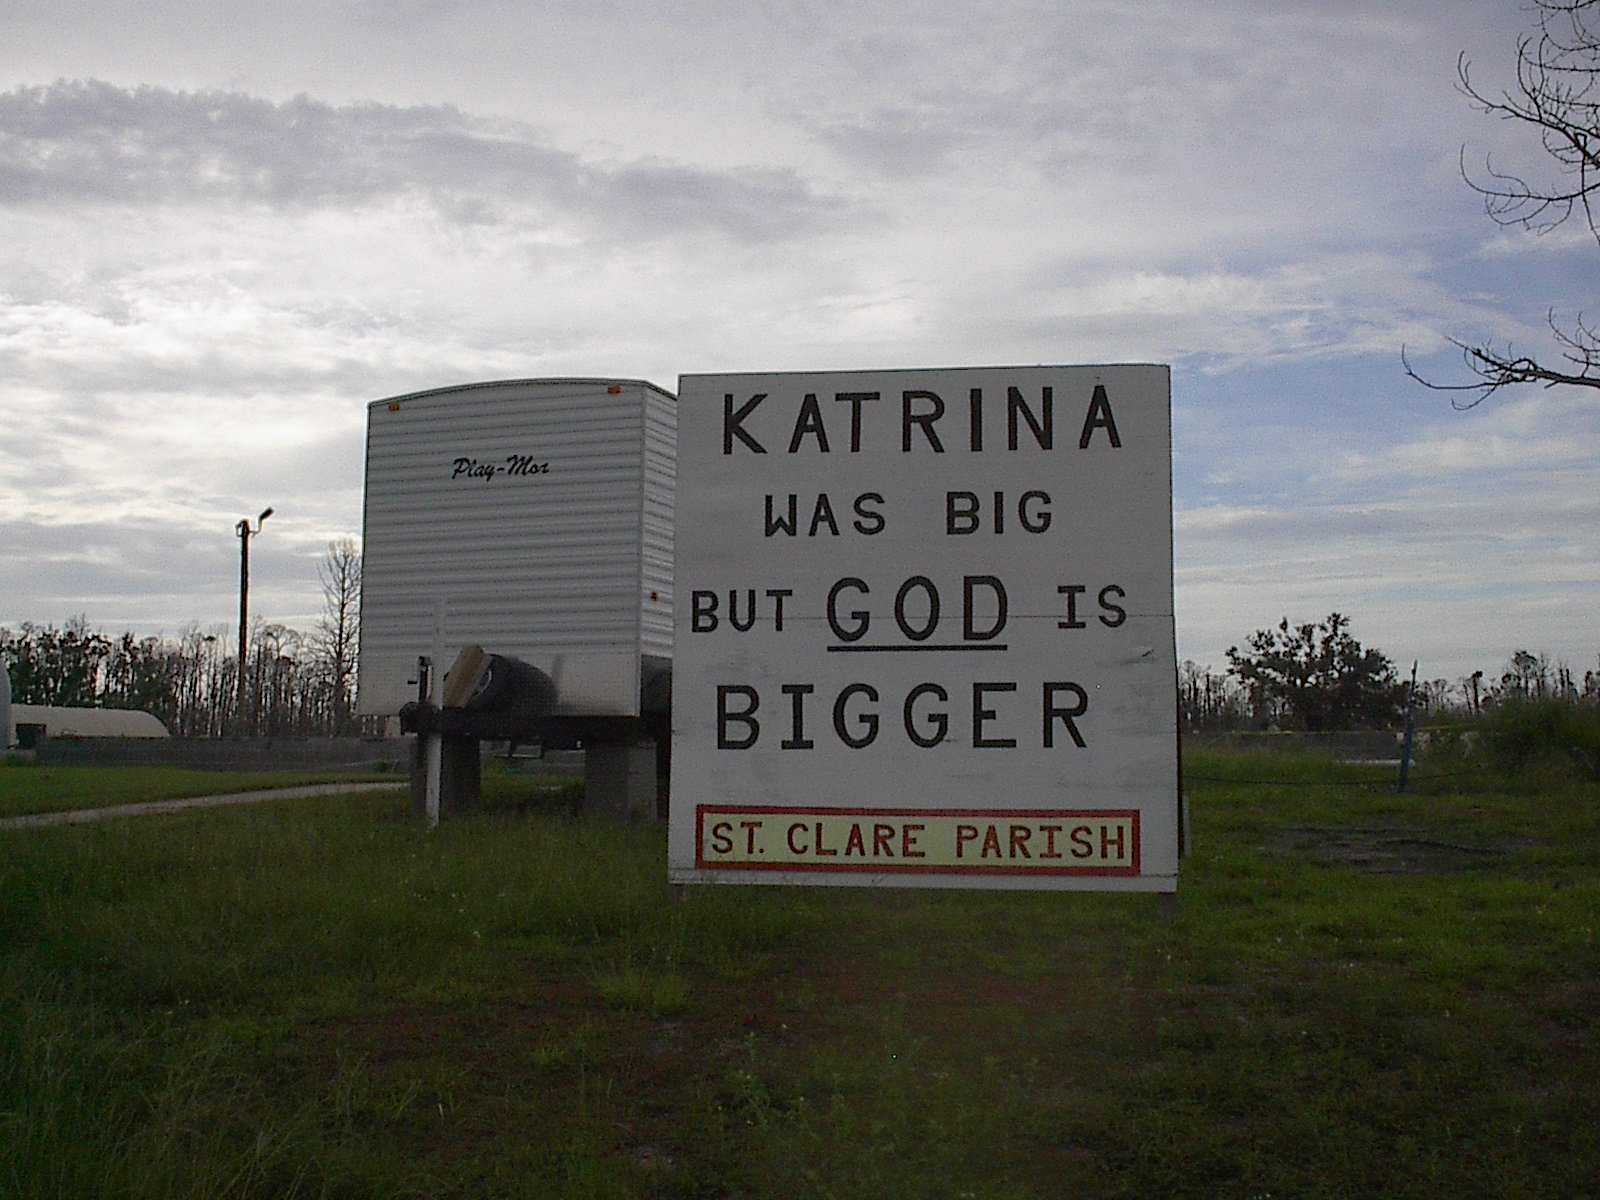 Play-Mor
KATRINA
WAS BIG
BUT GOD IS
BIGGER
ST. CLARE PARISH